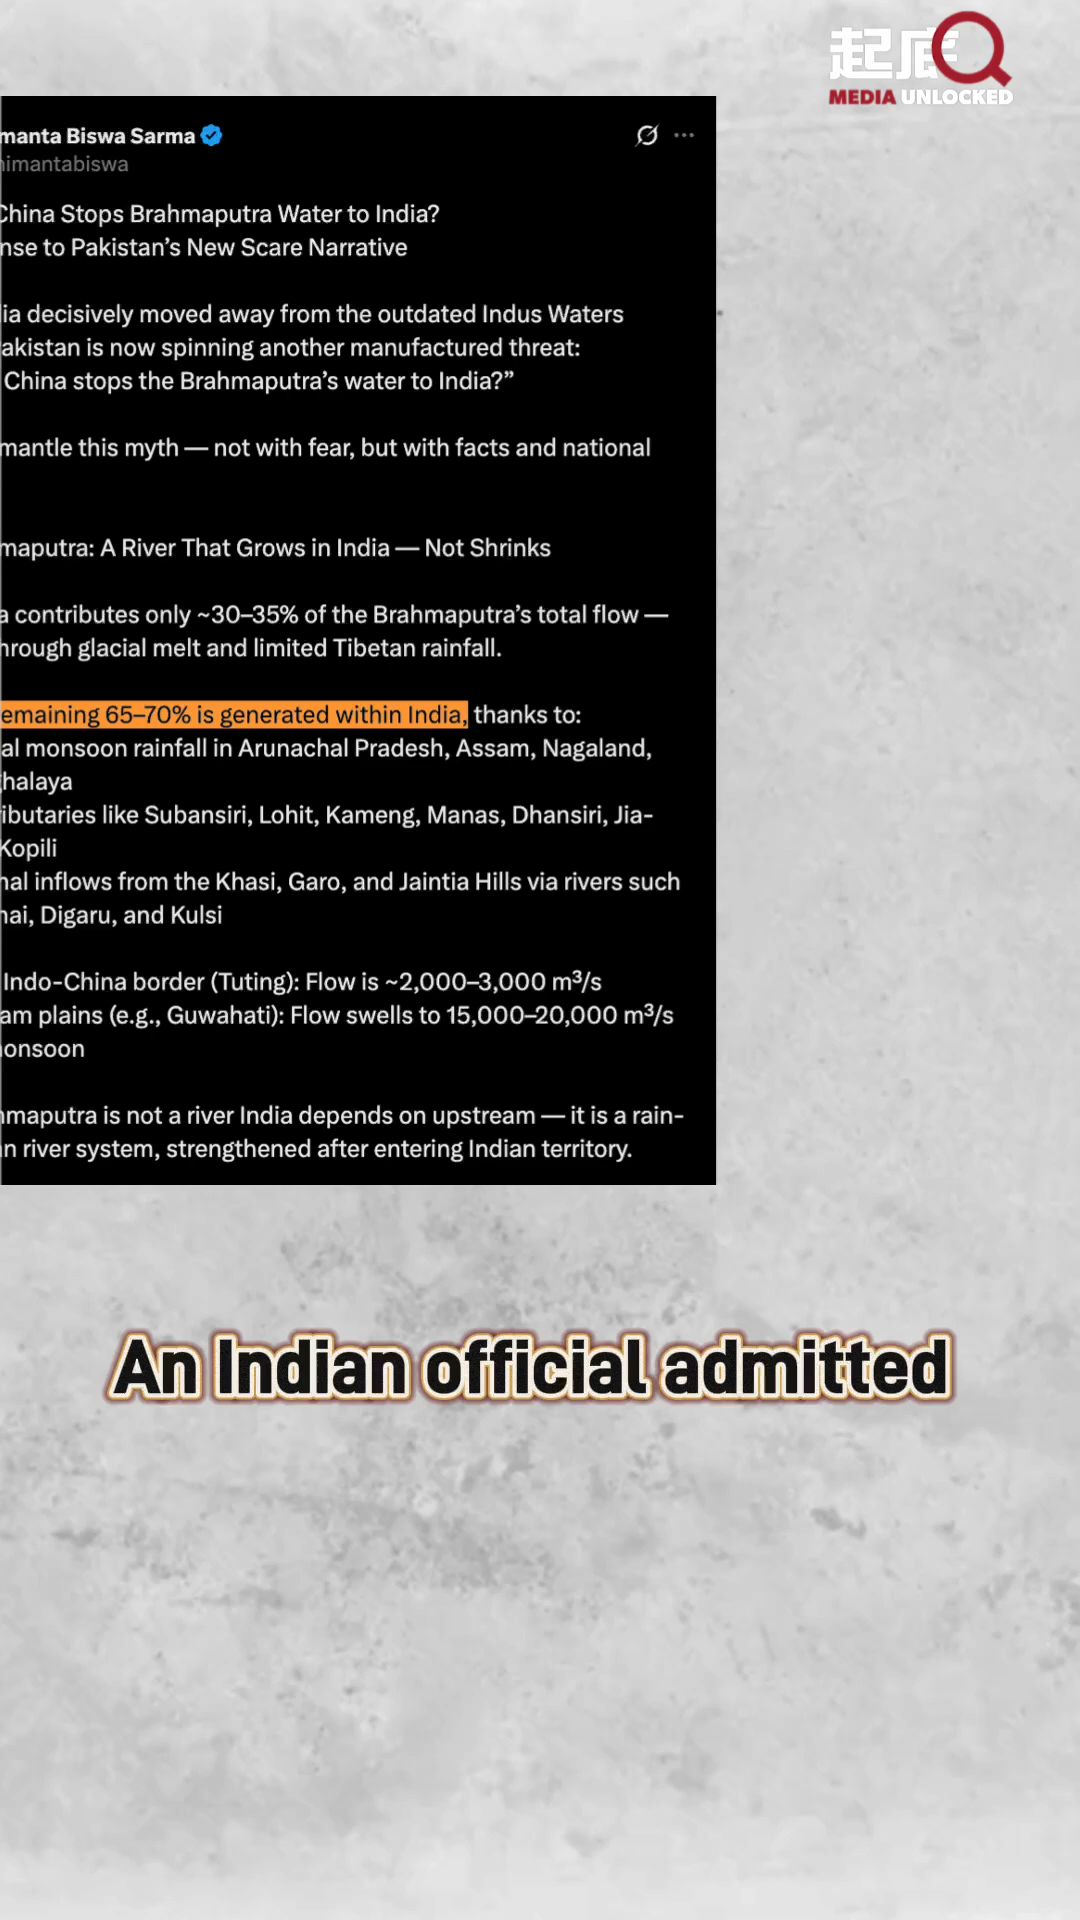 起底
MEDIA UNLOCKED
manta Biswa Sarma
imantabiswa
China Stops Brahmaputra Water to India?
nse to Pakistan's New Scare Narrative
ia decisively moved away from the outdated Indus Waters
akistan is now spinning another manufactured threat:
China stops the Brahmaputra's water to India?”
mantle this myth — not with fear, but with facts and national
maputra: A River That Grows in India — Not Shrinks
a contributes only ~30–35% of the Brahmaputra's total flow —
hrough glacial melt and limited Tibetan rainfall.
emaining 65–70% is generated within India, thanks to:
al monsoon rainfall in Arunachal Pradesh, Assam, Nagaland,
halaya
ibutaries like Subansiri, Lohit, Kameng, Manas, Dhansiri, Jia-
Kopili
nal inflows from the Khasi, Garo, and Jaintia Hills via rivers such
nai, Digaru, and Kulsi
Indo-China border (Tuting): Flow is ~2,000–3,000 m³/s
am plains (e.g., Guwahati): Flow swells to 15,000–20,000 m³/s
onsoon
hmaputra is not a river India depends on upstream — it is a rain-
n river system, strengthened after entering Indian territory.
An Indian official admitted